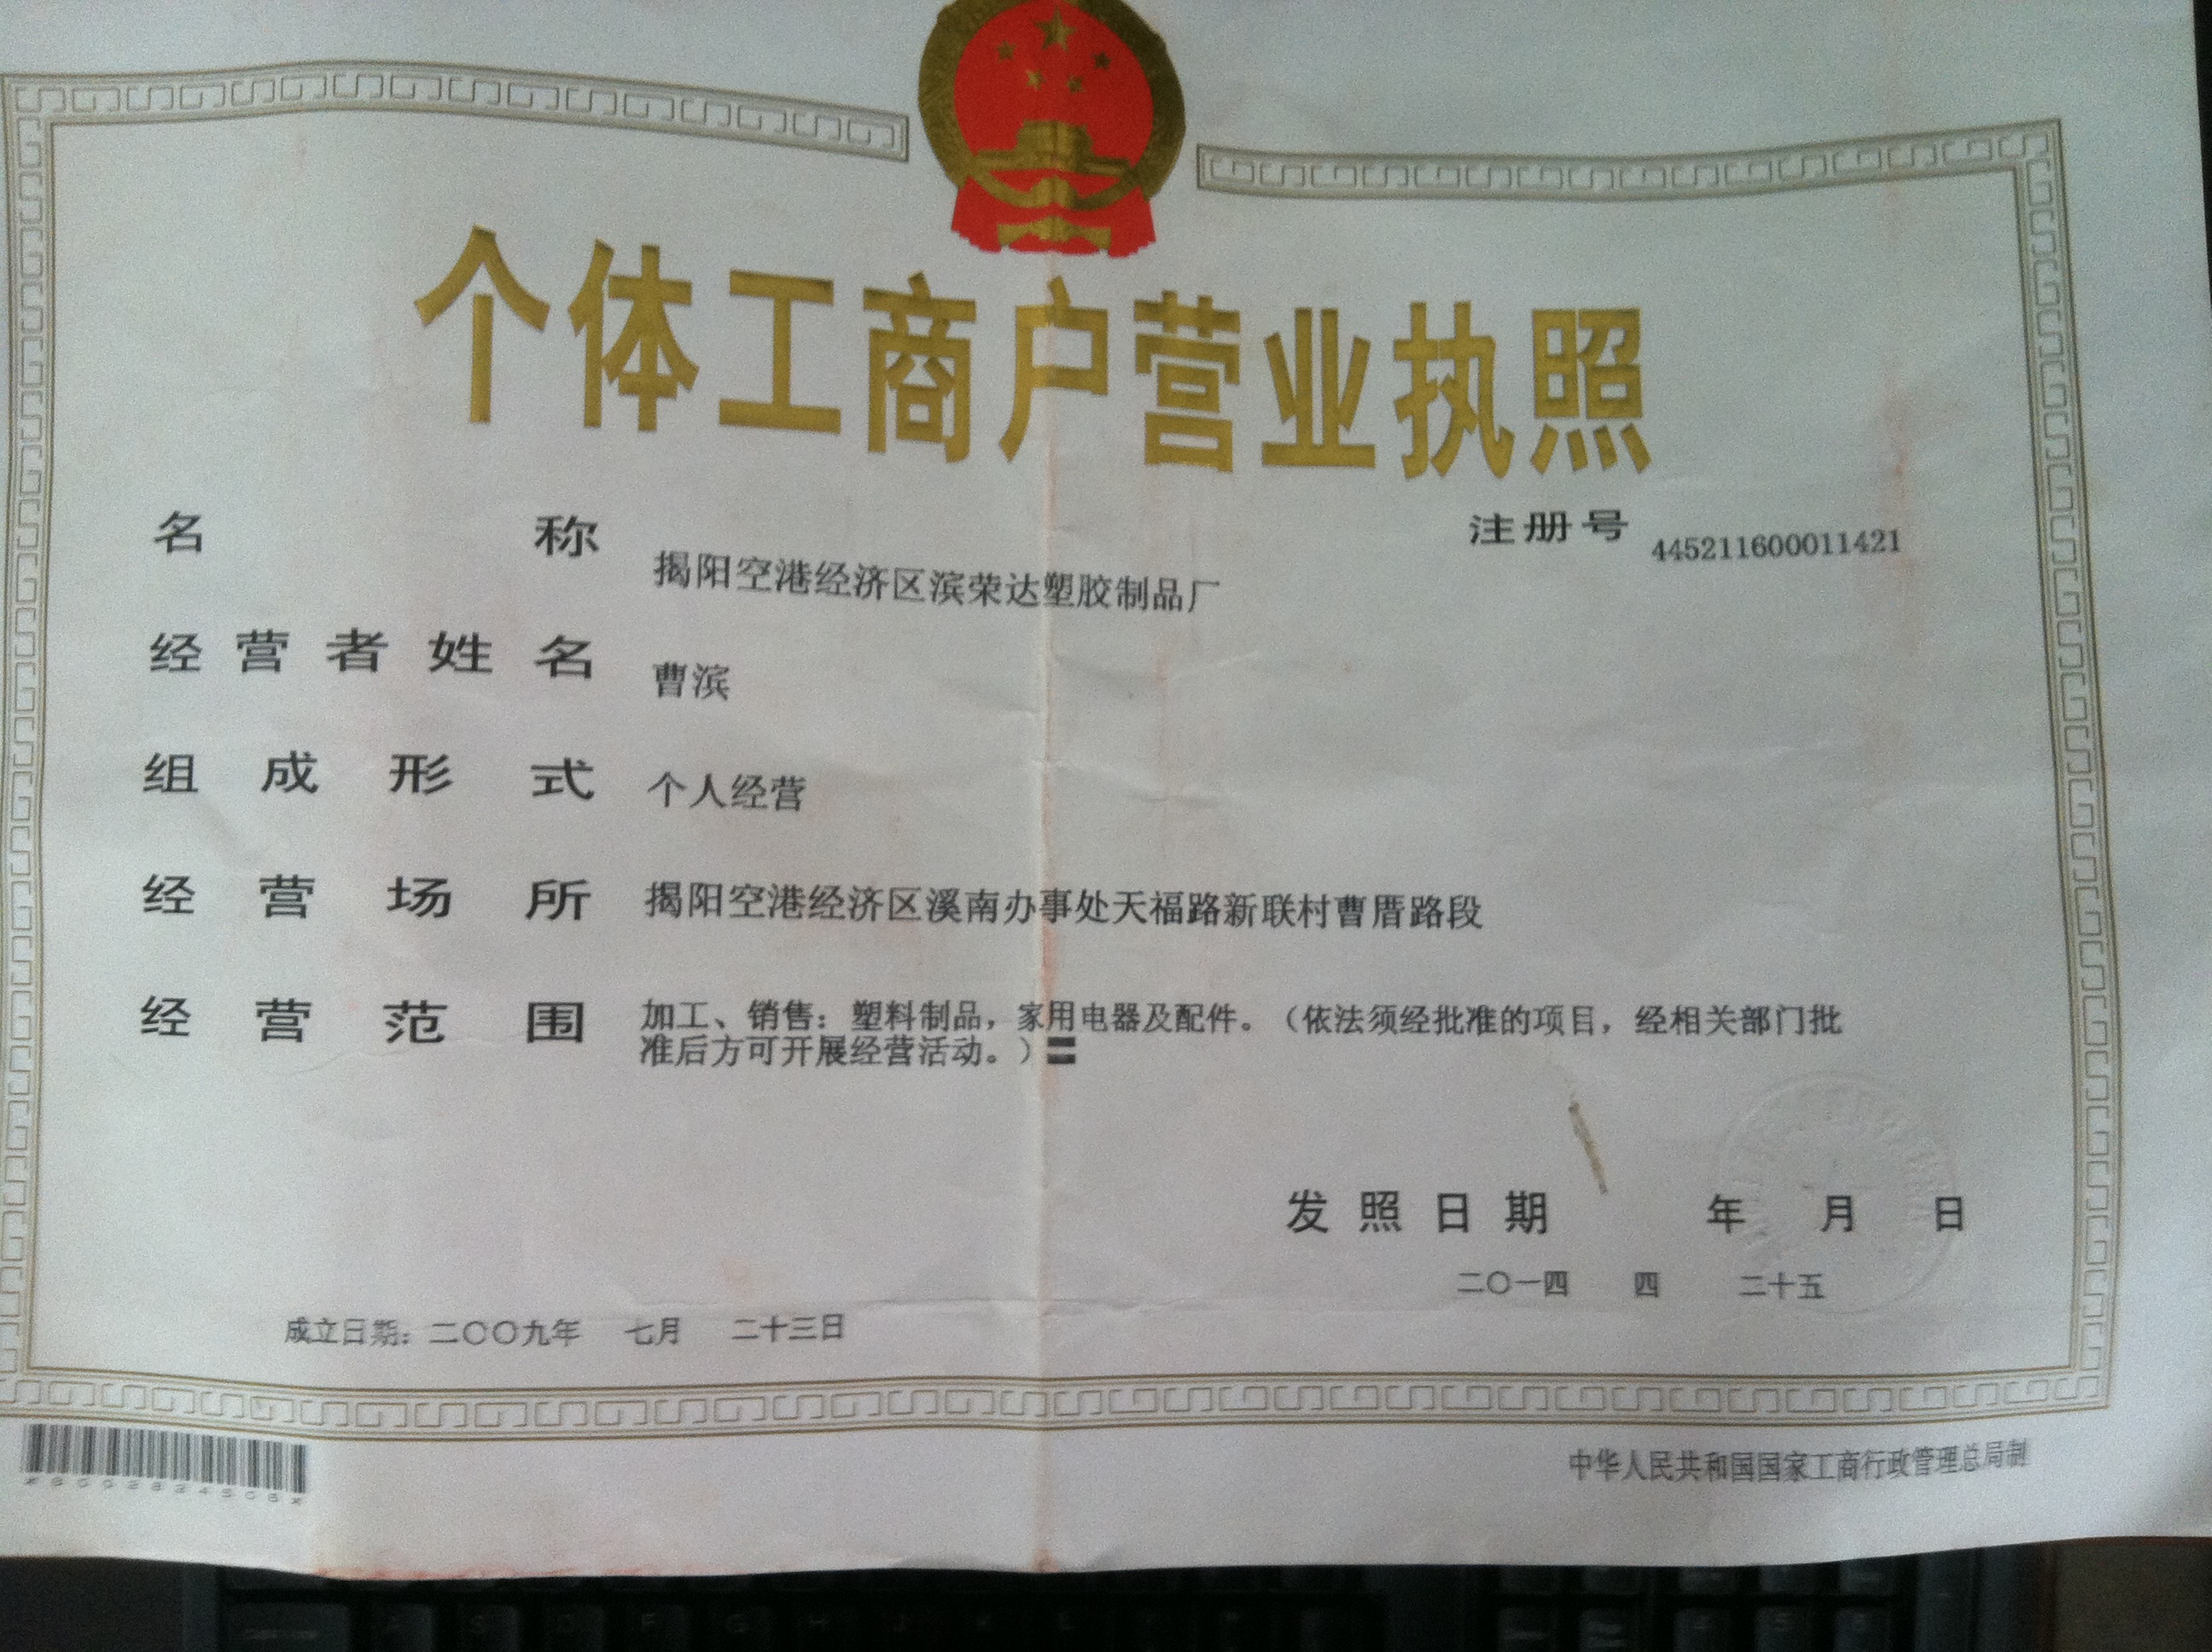 个体工商户营业执照
注册号 445211600011421
名称 揭阳空港经济区滨荣达塑胶制品厂
经营者姓名 曹滨
组成形式 个人经营
经营场所 揭阳空港经济区溪南办事处天福路新联村曹厝路段
经营范围 加工、销售：塑料制品，家用电器及配件。（依法须经批准的项目，经相关部门批
准后方可开展经营活动。）
发照日期 年 月 日
二〇一四 四 二十五
成立日期：二〇〇九年 七月 二十三日
中华人民共和国国家工商行政管理总局制